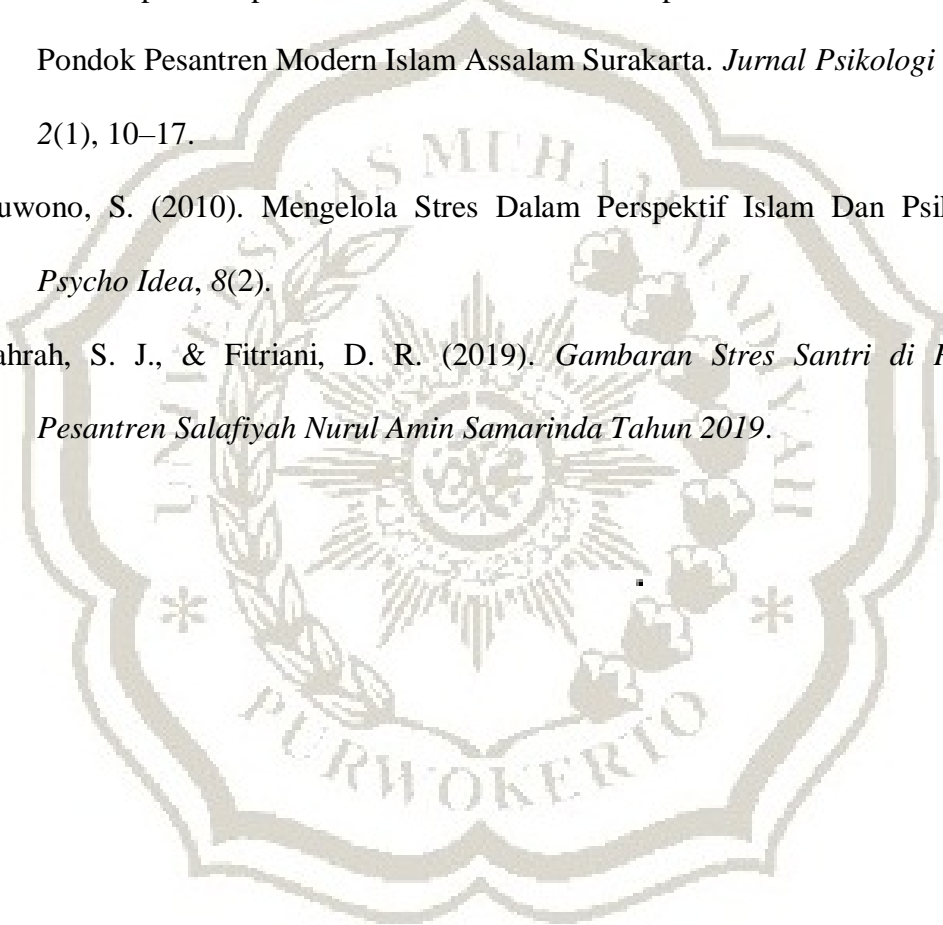 Pondok Pesantren Modern Islam Assalam Surakarta. Jurnal Psikologi
2(1), 10–17.
uwono, S. (2010). Mengelola Stres Dalam Perspektif Islam Dan
Psycho Idea, 8(2).
ahrah, S. J., & Fitriani, D. R. (2019). Gambaran Stres Santri di
Pesantren Salafiyah Nurul Amin Samarinda Tahun 2019.
UNIVERSITAS MUHAMMADIYAH
PURWOKERTO